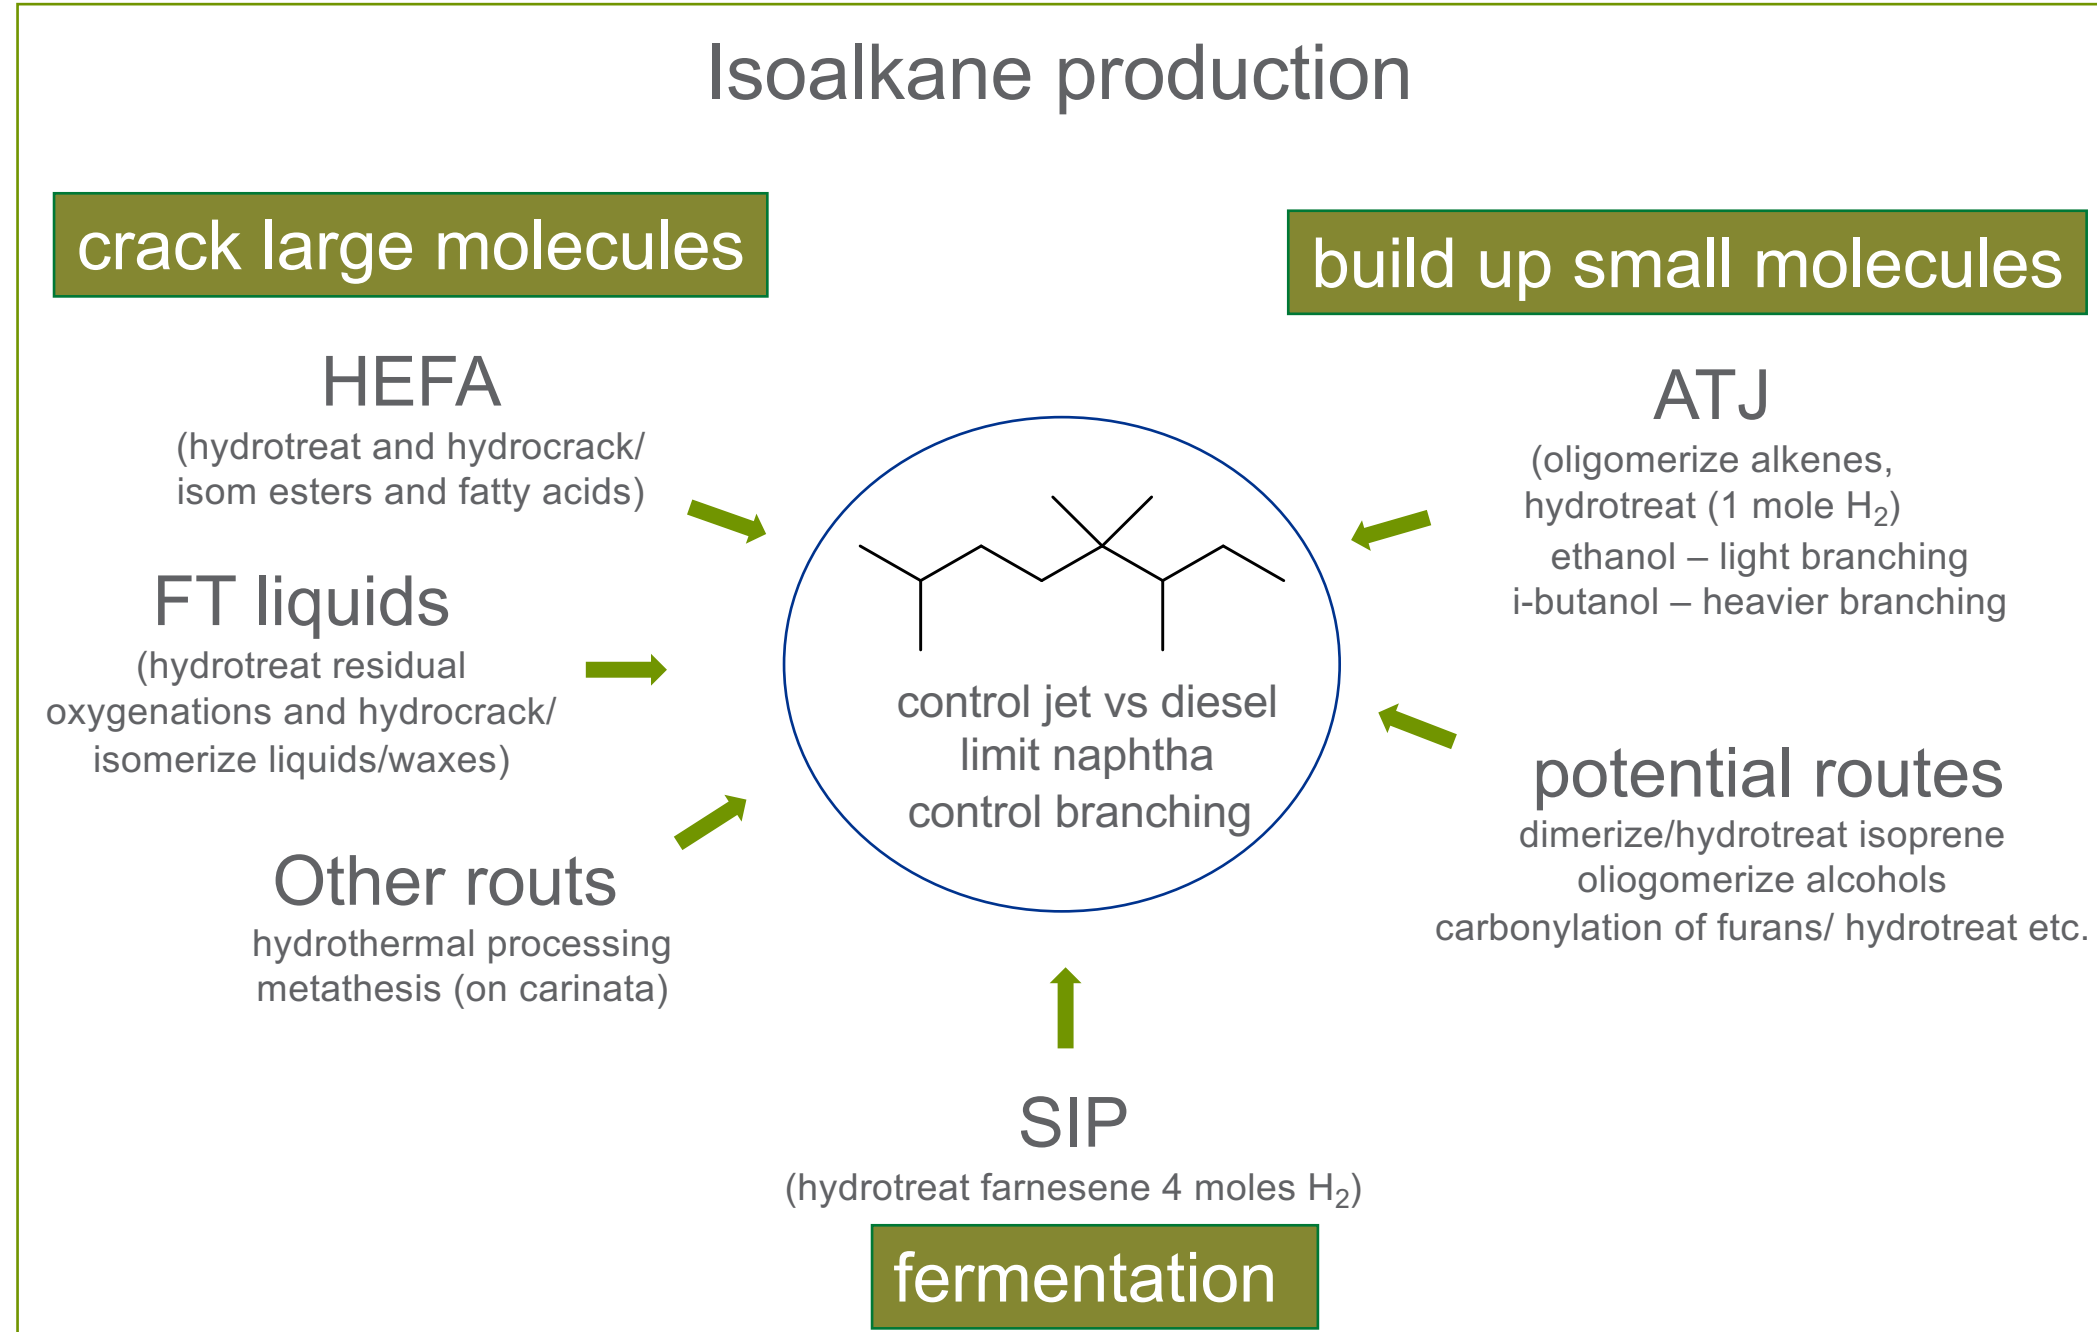 Isoalkane production
crack large molecules
HEFA
(hydrotreat and hydrocrack/
isom esters and fatty acids)
FT liquids
(hydrotreat residual
oxygenations and hydrocrack/
isomerize liquids/waxes)
Other routs
hydrothermal processing
metathesis (on carinata)
control jet vs diesel
limit naphtha
control branching
build up small molecules
ATJ
(oligomerize alkenes,
hydrotreat (1 mole H₂)
ethanol – light branching
i-butanol – heavier branching
potential routes
dimerize/hydrotreat isoprene
oliogomerize alcohols
carbonylation of furans/ hydrotreat etc.
SIP
(hydrotreat farnesene 4 moles H₂)
fermentation